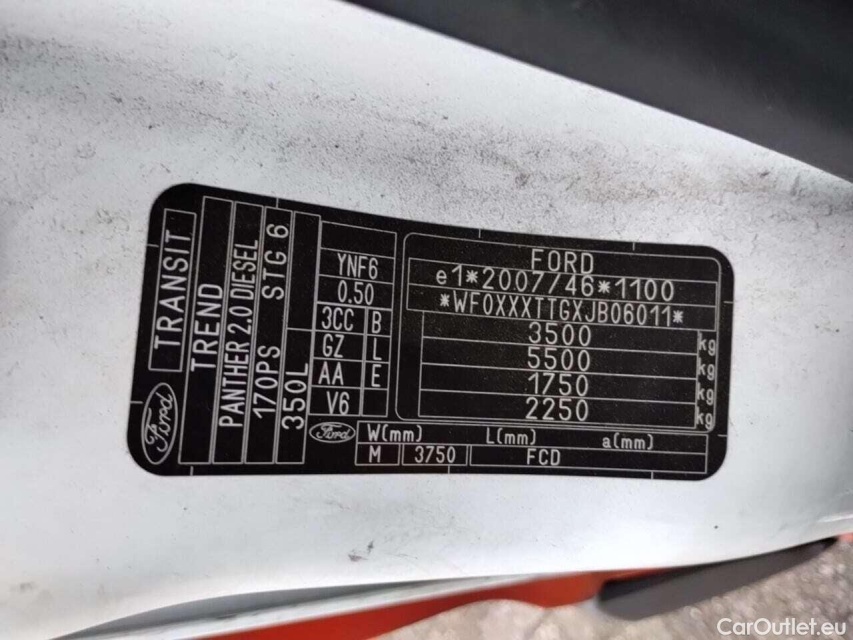 TRANSIT
TREND
PANTHER 2.0 DIESEL
170PS STG 6
350L
Ford
YNF6
0.50
3CC B
GZ L
AA E
V6
Ford
FORD
e1*2007/46*1100
*WF0XXXTTGXJB06011*
3500 kg
5500 kg
1750 kg
2250 kg
W(mm) L(mm) a(mm)
M 3750 FCD
CarOutlet.eu